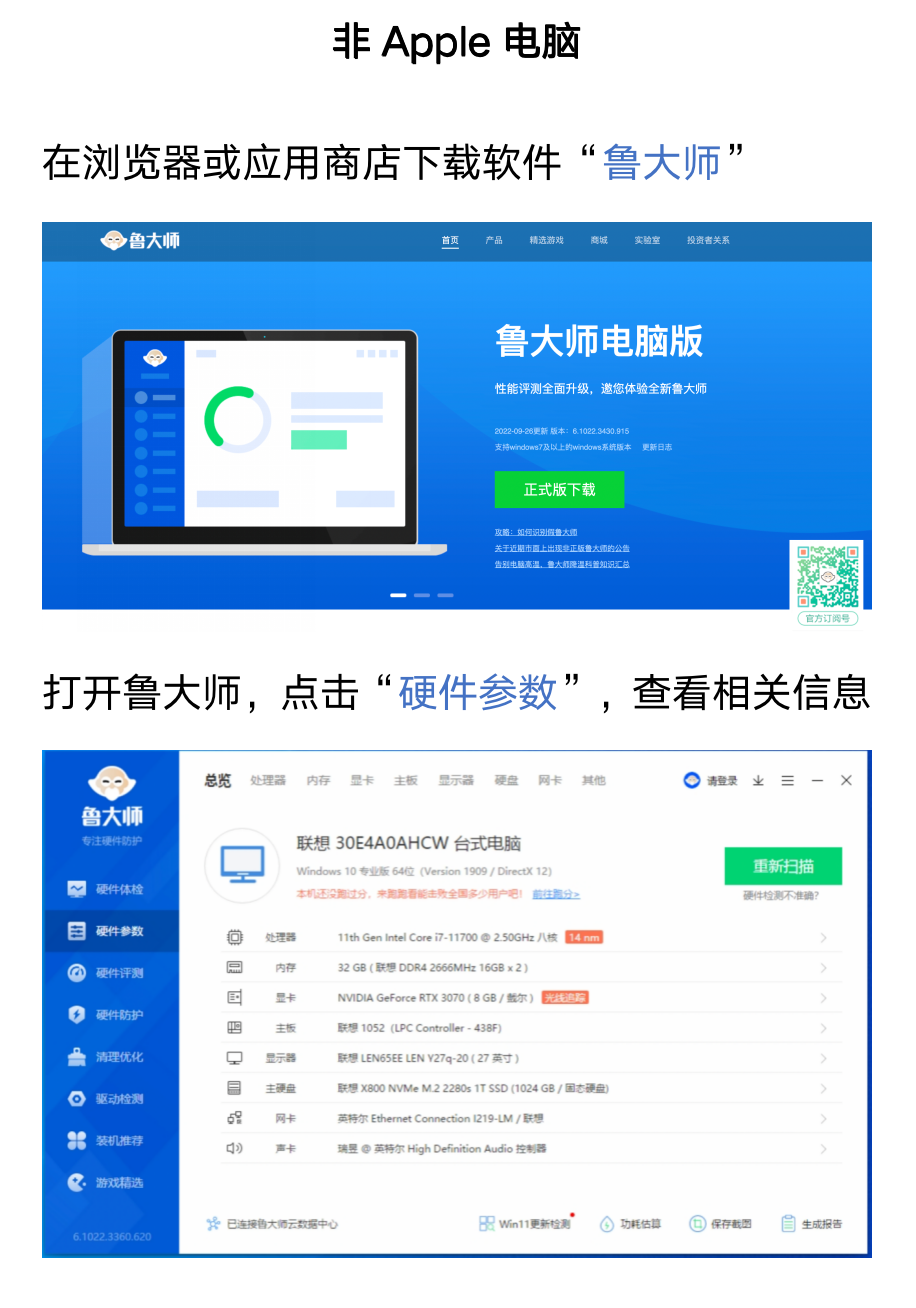 非 Apple 电脑
在浏览器或应用商店下载软件“鲁大师”
鲁大师
首页 产品 精选游戏 商城 实验室 投资者关系
鲁大师电脑版
性能评测全面升级，邀您体验全新鲁大师
2022-09-26更新 版本：6.1022.3430.915
支持windows7及以上的windows系统版本 更新日志
正式版下载
攻略：如何识别假鲁大师
关于近期市面上出现非正版鲁大师的公告
告别电脑高温，鲁大师降温科普知识汇总
官方订阅号
打开鲁大师，点击“硬件参数”，查看相关信息
鲁大师
专注硬件防护
硬件体检
硬件参数
硬件评测
硬件防护
清理优化
驱动检测
装机推荐
游戏精选
6.1022.3360.620
总览 处理器 内存 显卡 主板 显示器 硬盘 网卡 其他
请登录
联想 30E4A0AHCW 台式电脑
Windows 10 专业版 64位 (Version 1909 / DirectX 12)
本机还没跑过分，来跑跑看能击败全国多少用户吧！ 前往跑分>
重新扫描
硬件检测不准确?
处理器 11th Gen Intel Core i7-11700 @ 2.50GHz 八核 14 nm
内存 32 GB ( 联想 DDR4 2666MHz 16GB x 2 )
显卡 NVIDIA GeForce RTX 3070 ( 8 GB / 戴尔 ) 光线追踪
主板 联想 1052 (LPC Controller - 438F)
显示器 联想 LEN65EE LEN Y27q-20 ( 27 英寸 )
主硬盘 联想 X800 NVMe M.2 2280s 1T SSD (1024 GB / 固态硬盘)
网卡 英特尔 Ethernet Connection I219-LM / 联想
声卡 瑞昱 @ 英特尔 High Definition Audio 控制器
已连接鲁大师云数据中心
Win11更新检测 功耗估算 保存截图 生成报告